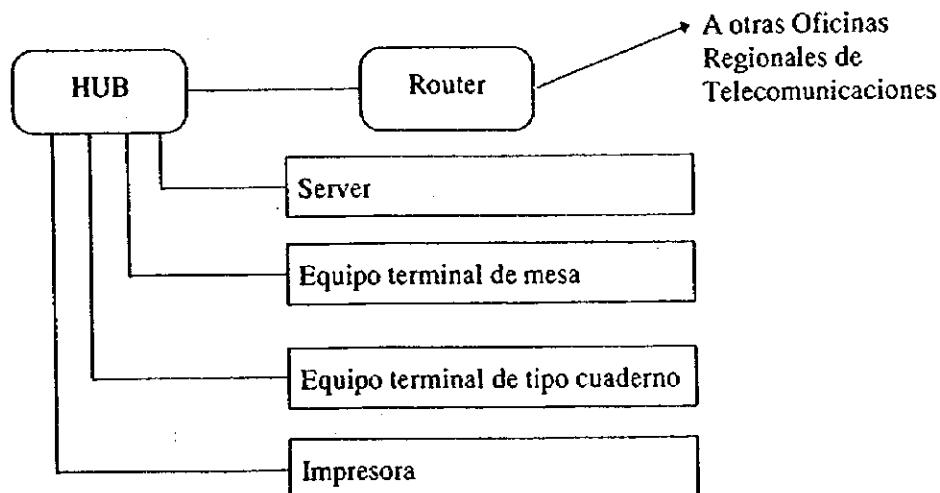 A otras Oficinas
Regionales de
Telecomunicaciones
HUB
Router
Server
Equipo terminal de mesa
Equipo terminal de tipo cuaderno
Impresora